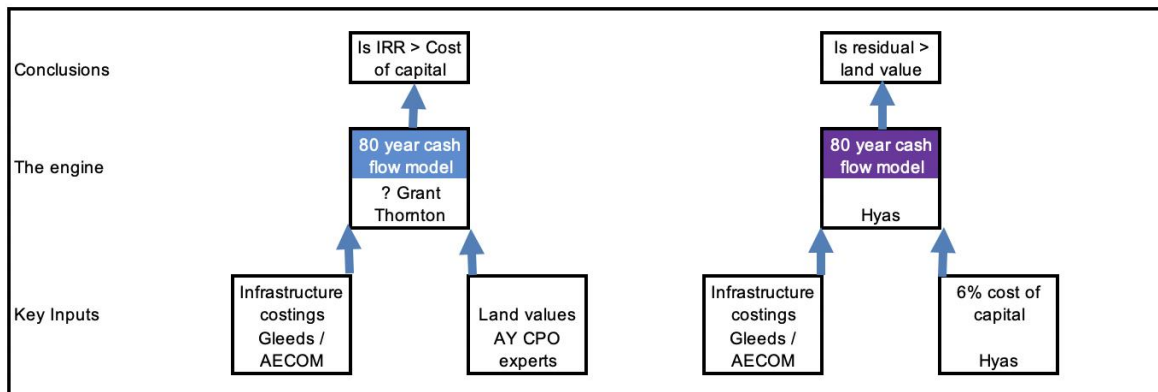 Conclusions
Is IRR > Cost
of capital
Is residual >
land value
The engine
80 year cash
flow model
? Grant
Thornton
80 year cash
flow model
Hyas
Key Inputs
Infrastructure
costings
Gleeds /
AECOM
Land values
AY CPO
experts
Infrastructure
costings
Gleeds /
AECOM
6% cost of
capital
Hyas